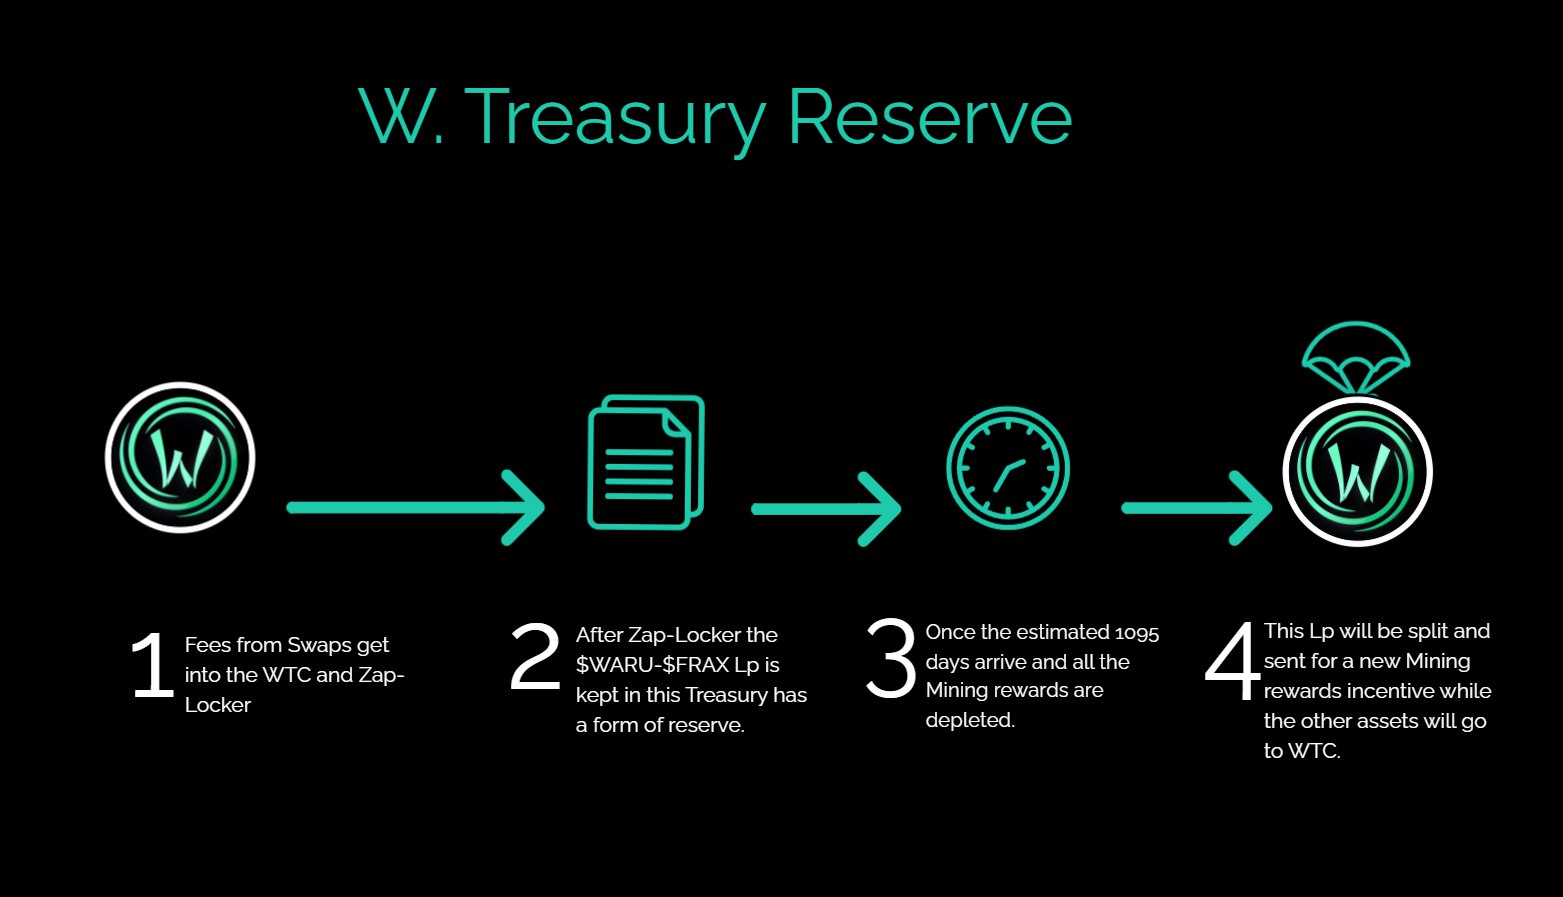 W. Treasury Reserve
1
Fees from Swaps get
into the WTC and Zap-
Locker
2
After Zap-Locker the
$WARU-$FRAX Lp is
kept in this Treasury has
a form of reserve.
3
Once the estimated 1095
days arrive and all the
Mining rewards are
depleted.
4
This Lp will be split and
sent for a new Mining
rewards incentive while
the other assets will go
to WTC.